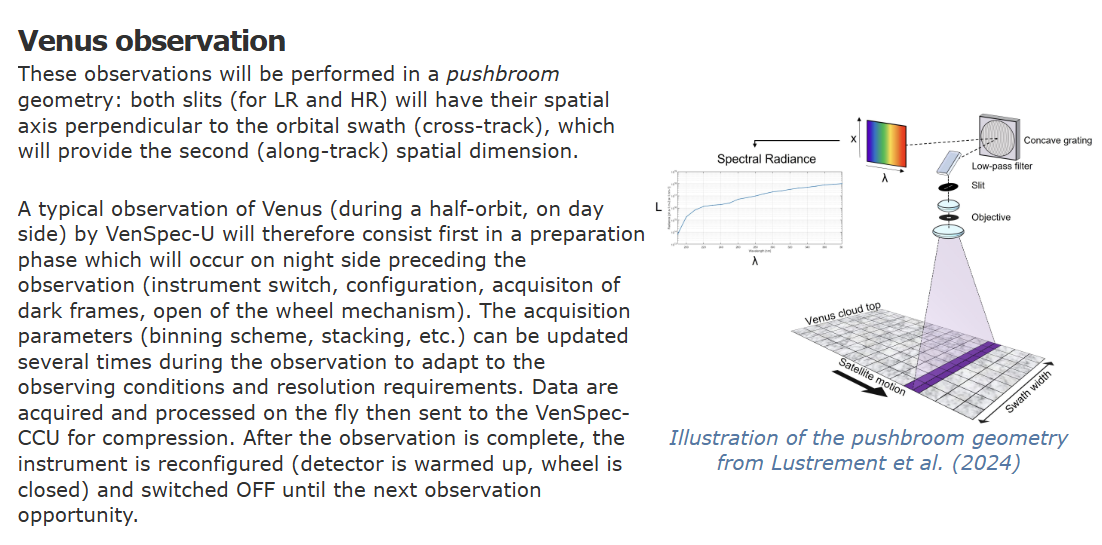 Venus observation
These observations will be performed in a pushbroom
geometry: both slits (for LR and HR) will have their spatial
axis perpendicular to the orbital swath (cross-track), which
will provide the second (along-track) spatial dimension.
A typical observation of Venus (during a half-orbit, on day
side) by VenSpec-U will therefore consist first in a preparation
phase which will occur on night side preceding the
observation (instrument switch, configuration, acquisiton of
dark frames, open of the wheel mechanism). The acquisition
parameters (binning scheme, stacking, etc.) can be updated
several times during the observation to adapt to the
observing conditions and resolution requirements. Data are
acquired and processed on the fly then sent to the VenSpec-
CCU for compression. After the observation is complete, the
instrument is reconfigured (detector is warmed up, wheel is
closed) and switched OFF until the next observation
opportunity.
X
λ
Concave grating
Low-pass filter
Slit
Objective
Spectral Radiance
L
λ
Venus cloud top
Satellite motion
Swath width
Illustration of the pushbroom geometry
from Lustrement et al. (2024)